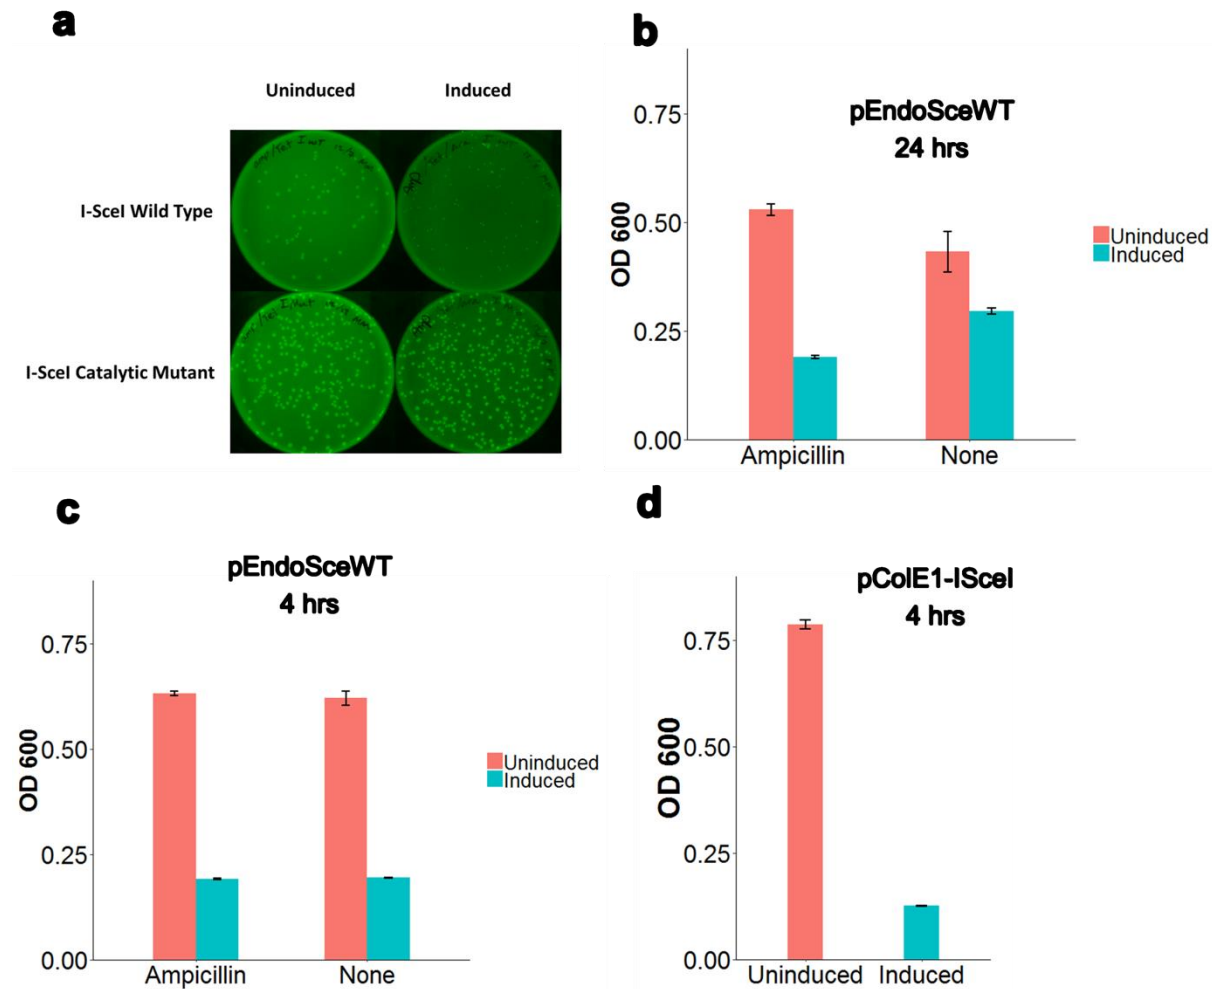 a
Uninduced Induced
I-SceI Wild Type
I-SceI Catalytic Mutant
b
pEndoSceWT
24 hrs
OD 600
0.75
0.50
0.25
0.00
Ampicillin None
Uninduced
Induced
c
pEndoSceWT
4 hrs
OD 600
0.75
0.50
0.25
0.00
Ampicillin None
Uninduced
Induced
d
pColE1-ISceI
4 hrs
OD 600
0.75
0.50
0.25
0.00
Uninduced Induced